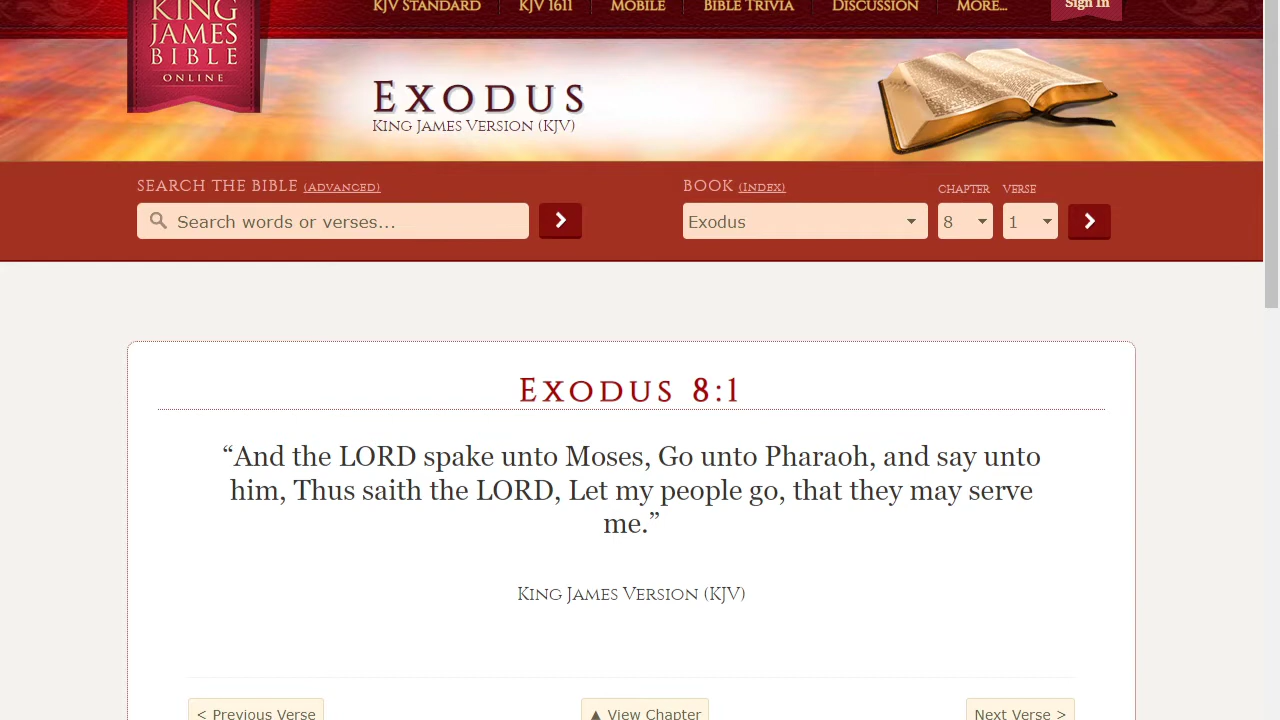 KJV STANDARD KJV 1611 MOBILE BIBLE TRIVIA DISCUSSION MORE... Sign In
KING
JAMES
BIBLE
ONLINE
EXODUS
KING JAMES VERSION (KJV)
SEARCH THE BIBLE (ADVANCED)
Search words or verses...
BOOK (INDEX) CHAPTER VERSE
Exodus 8 1
EXODUS 8:1
“And the LORD spake unto Moses, Go unto Pharaoh, and say unto
him, Thus saith the LORD, Let my people go, that they may serve
me.”
KING JAMES VERSION (KJV)
< Previous Verse ▲ View Chapter Next Verse >